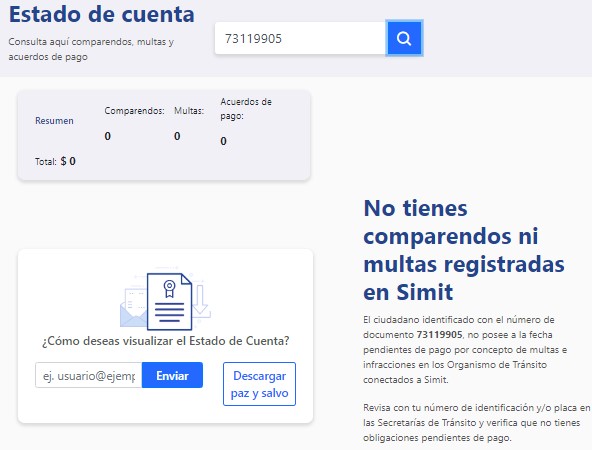 Estado de cuenta
Consulta aquí comparendos, multas y
acuerdos de pago
73119905
Resumen
Comparendos:
0
Multas:
0
Acuerdos de
pago:
0
Total: $ 0
No tienes
comparendos ni
multas registradas
en Simit
El ciudadano identificado con el número de
documento 73119905, no posee a la fecha
pendientes de pago por concepto de multas e
infracciones en los Organismo de Tránsito
conectados a Simit.
Revisa con tu número de identificación y/o placa en
las Secretarías de Tránsito y verifica que no tienes
obligaciones pendientes de pago.
¿Cómo deseas visualizar el Estado de Cuenta?
ej. usuario@ejemp
Enviar
Descargar
paz y salvo